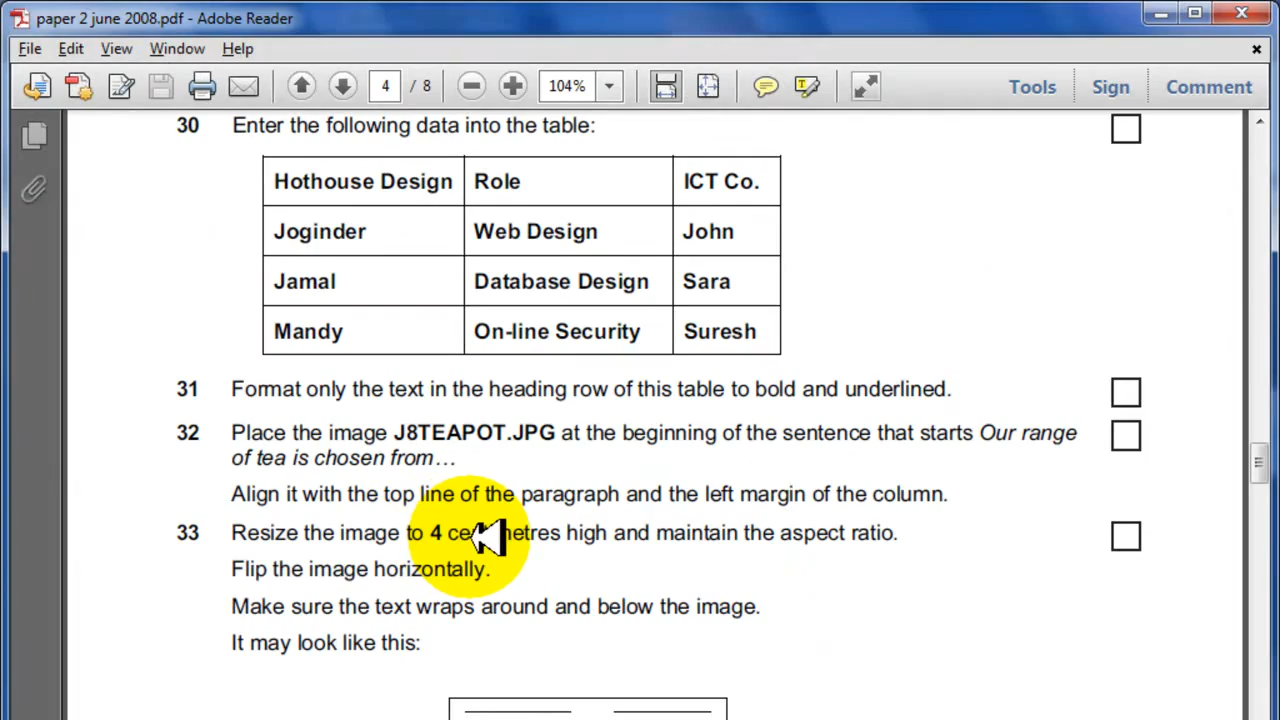 paper 2 june 2008.pdf - Adobe Reader
File Edit View Window Help
4 / 8 104% Tools Sign Comment
30 Enter the following data into the table:
Hothouse Design Role ICT Co.
Joginder Web Design John
Jamal Database Design Sara
Mandy On-line Security Suresh
31 Format only the text in the heading row of this table to bold and underlined.
32 Place the image J8TEAPOT.JPG at the beginning of the sentence that starts Our range
of tea is chosen from…
Align it with the top line of the paragraph and the left margin of the column.
33 Resize the image to 4 centimetres high and maintain the aspect ratio.
Flip the image horizontally.
Make sure the text wraps around and below the image.
It may look like this: